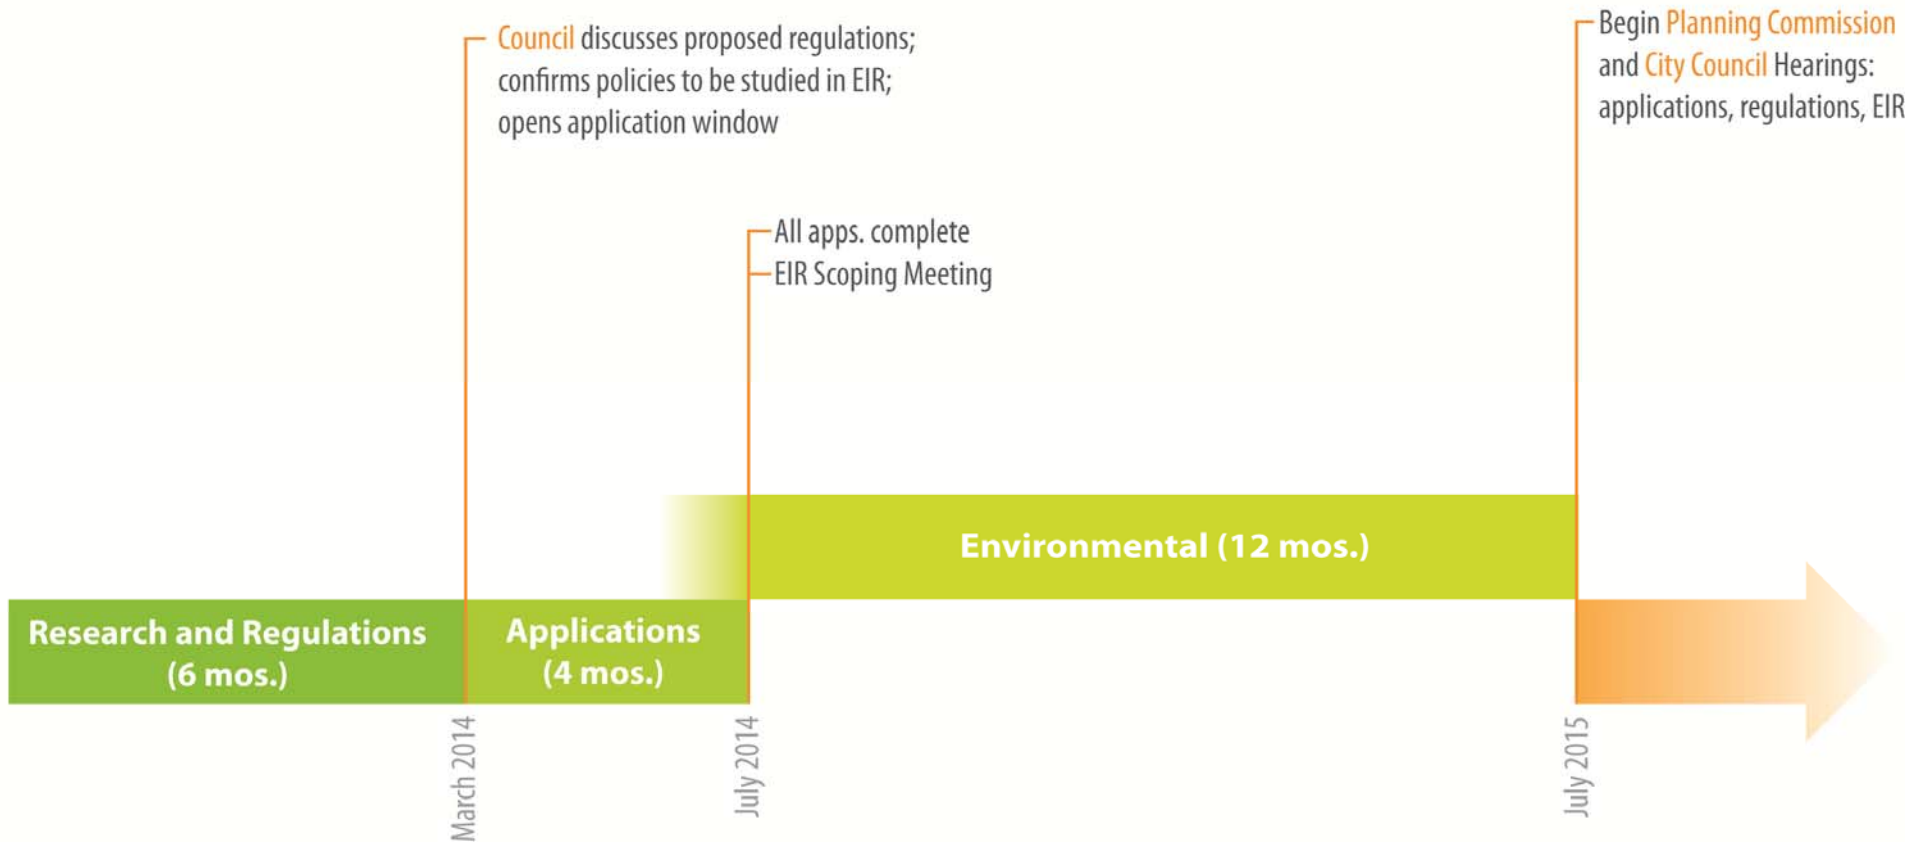 Council discusses proposed regulations;
confirms policies to be studied in EIR;
opens application window
Begin Planning Commission
and City Council Hearings:
applications, regulations, EIR
All apps. complete
EIR Scoping Meeting
Environmental (12 mos.)
Research and Regulations
(6 mos.)
Applications
(4 mos.)
March 2014
July 2014
July 2015